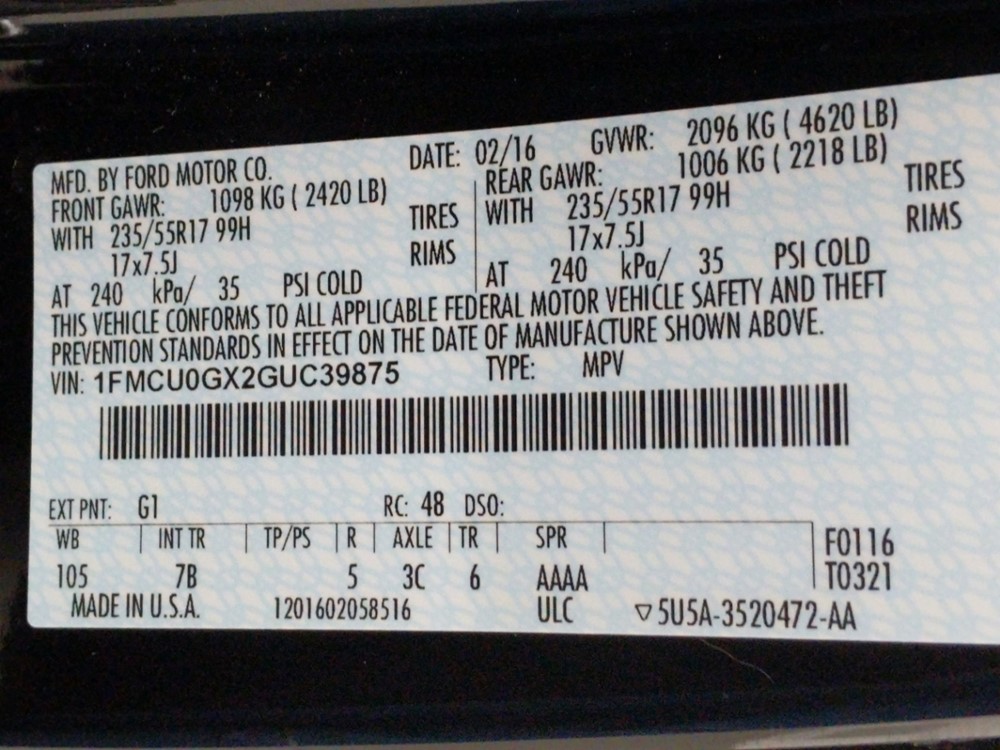 MFD. BY FORD MOTOR CO. DATE: 02/16 GVWR: 2096 KG ( 4620 LB)
FRONT GAWR: 1098 KG ( 2420 LB) REAR GAWR: 1006 KG ( 2218 LB)
WITH 235/55R17 99H TIRES WITH 235/55R17 99H TIRES
17x7.5J RIMS 17x7.5J RIMS
AT 240 kPa/ 35 PSI COLD AT 240 kPa/ 35 PSI COLD
THIS VEHICLE CONFORMS TO ALL APPLICABLE FEDERAL MOTOR VEHICLE SAFETY AND THEFT
PREVENTION STANDARDS IN EFFECT ON THE DATE OF MANUFACTURE SHOWN ABOVE.
VIN: 1FMCU0GX2GUC39875 TYPE: MPV
EXT PNT: G1 RC: 48 DSO:
WB INT TR TP/PS R AXLE TR SPR F0116
105 7B 5 3C 6 AAAA T0321
MADE IN U.S.A. 1201602058516 ULC ▽5U5A-3520472-AA